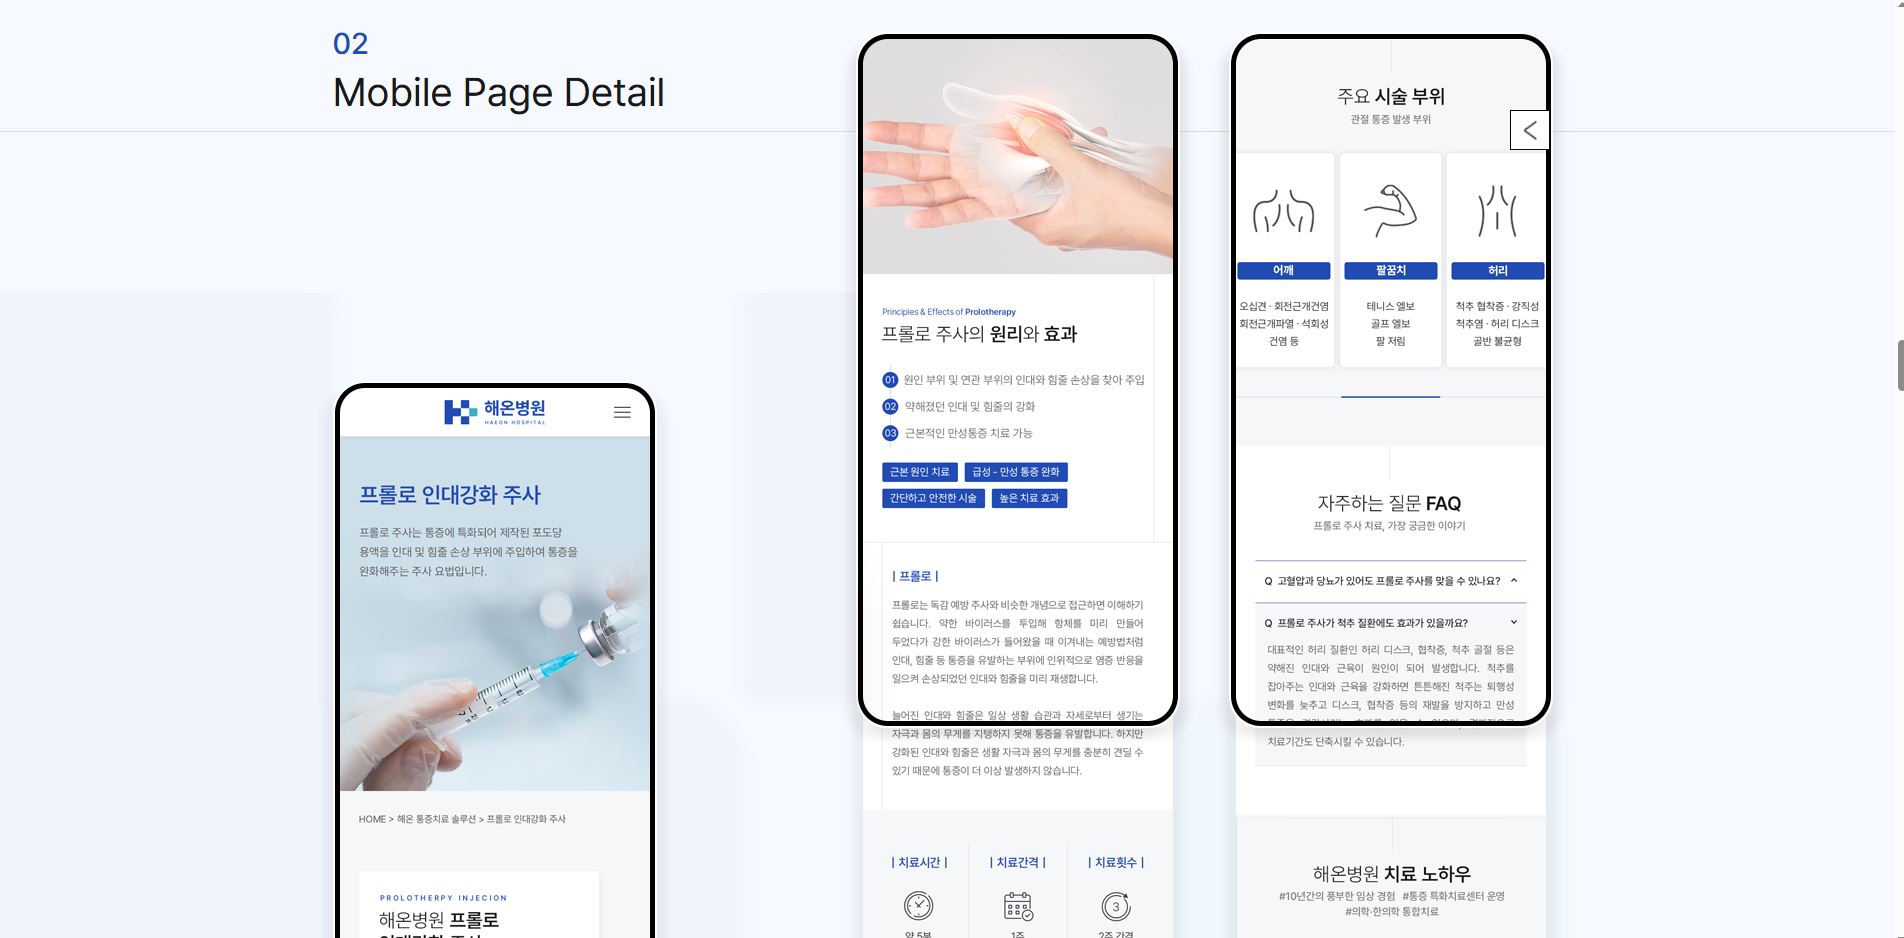 02
Mobile Page Detail
해온병원
HAEON HOSPITAL
프롤로 인대강화 주사
프롤로 주사는 통증에 특화되어 제작된 포도당
용액을 인대 및 힘줄 손상 부위에 주입하여 통증을
완화해주는 주사 요법입니다.
HOME > 해온 통증치료 솔루션 > 프롤로 인대강화 주사
PROLOTHERPY INJECION
해온병원 프롤로
Principles & Effects of Prolotherapy
프롤로 주사의 원리와 효과
01 원인 부위 및 연관 부위의 인대와 힘줄 손상을 찾아 주입
02 약해졌던 인대 및 힘줄의 강화
03 근본적인 만성통증 치료 가능
근본 원인 치료 급성 - 만성 통증 완화
간단하고 안전한 시술 높은 치료 효과
| 프롤로 |
프롤로는 독감 예방 주사와 비슷한 개념으로 접근하면 이해하기
쉽습니다. 약한 바이러스를 투입해 항체를 미리 만들어
두었다가 강한 바이러스가 들어왔을 때 이겨내는 예방법처럼
인대, 힘줄 등 통증을 유발하는 부위에 인위적으로 염증 반응을
일으켜 손상되었던 인대와 힘줄을 미리 재생합니다.
늘어진 인대와 힘줄은 일상 생활 습관과 자세로부터 생기는
자극과 몸의 무게를 지탱하지 못해 통증을 유발합니다. 하지만
강화된 인대와 힘줄은 생활 자극과 몸의 무게를 충분히 견딜 수
있기 때문에 통증이 더 이상 발생하지 않습니다.
| 치료시간 | | 치료간격 | | 치료횟수 |
3
약 5분 1주 2주 간격
주요 시술 부위
관절 통증 발생 부위
어깨 팔꿈치 허리
오십견 · 회전근개건염 테니스 엘보 척추 협착증 · 강직성
회전근개파열 · 석회성 골프 엘보 척추염 · 허리 디스크
건염 등 팔 저림 골반 불균형
자주하는 질문 FAQ
프롤로 주사 치료, 가장 궁금한 이야기
Q 고혈압과 당뇨가 있어도 프롤로 주사를 맞을 수 있나요?
Q 프롤로 주사가 척추 질환에도 효과가 있을까요?
대표적인 허리 질환인 허리 디스크, 협착증, 척추 골절 등은
약해진 인대와 근육이 원인이 되어 발생합니다. 척추를
잡아주는 인대와 근육을 강화하면 튼튼해진 척주는 퇴행성
변화를 늦추고 디스크, 협착증 등의 재발을 방지하고 만성
치료기간도 단축시킬 수 있습니다.
해온병원 치료 노하우
#10년간의 풍부한 임상 경험 #통증 특화치료센터 운영
#의학·한의학 통합치료